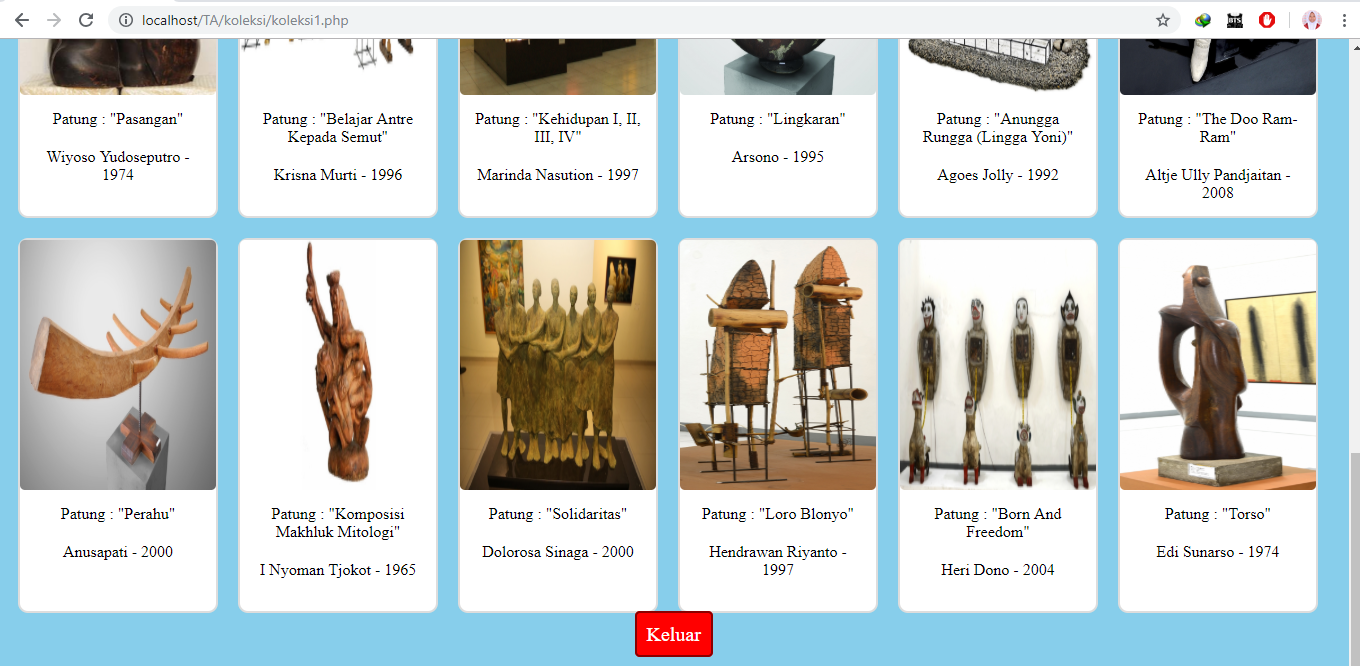 localhost/TA/koleksi/koleksi1.php
BTS
Patung : "Pasangan"
Wiyoso Yudoseputro -
1974
Patung : "Belajar Antre
Kepada Semut"
Krisna Murti - 1996
Patung : "Kehidupan I, II,
III, IV"
Marinda Nasution - 1997
Patung : "Lingkaran"
Arsono - 1995
Patung : "Anungga
Rungga (Lingga Yoni)"
Agoes Jolly - 1992
Patung : "The Doo Ram-
Ram"
Altje Ully Pandjaitan -
2008
Patung : "Perahu"
Anusapati - 2000
Patung : "Komposisi
Makhluk Mitologi"
I Nyoman Tjokot - 1965
Patung : "Solidaritas"
Dolorosa Sinaga - 2000
Patung : "Loro Blonyo"
Hendrawan Riyanto -
1997
Patung : "Born And
Freedom"
Heri Dono - 2004
Patung : "Torso"
Edi Sunarso - 1974
Keluar